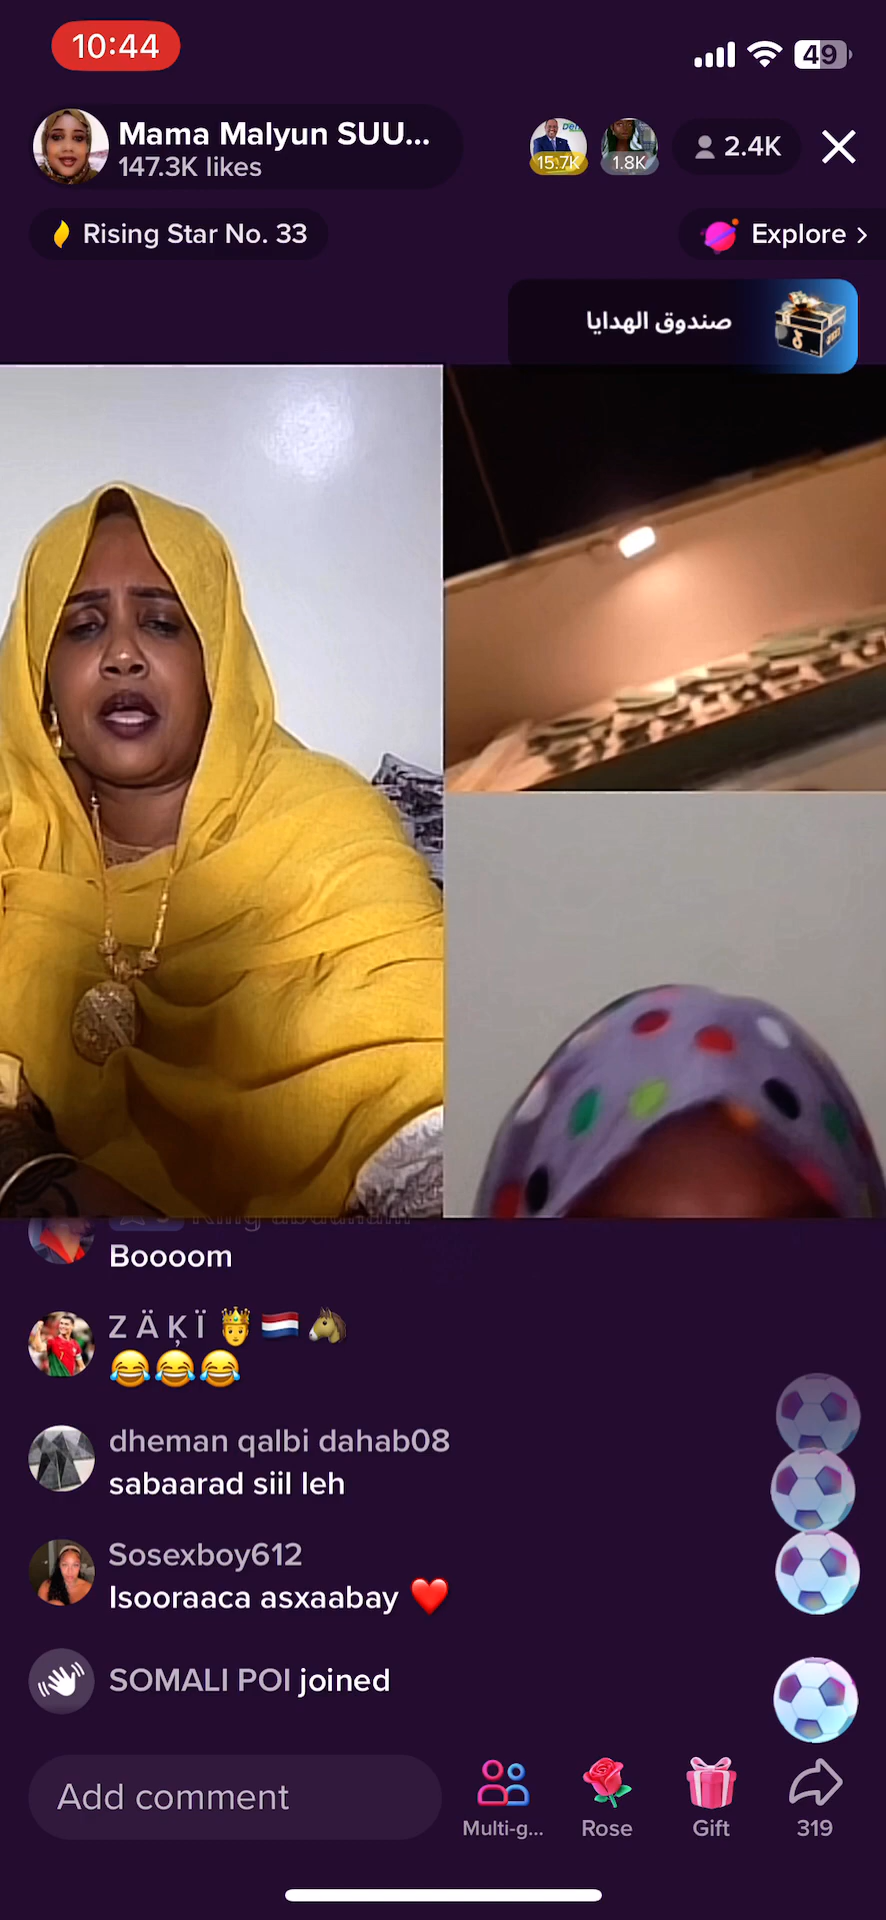 10:44
49
Mama Malyun SUU...
147.3K likes
15.7K
1.8K
2.4K
Rising Star No. 33
Explore >
صندوق الهدايا
Boooom
Z Ä Ķ Ï 🤴 🇳🇱 🐴
😂😂😂
dheman qalbi dahab08
sabaarad siil leh
Sosexboy612
Isooraaca asxaabay ❤️
SOMALI POI joined
Add comment
Multi-g...
Rose
Gift
319